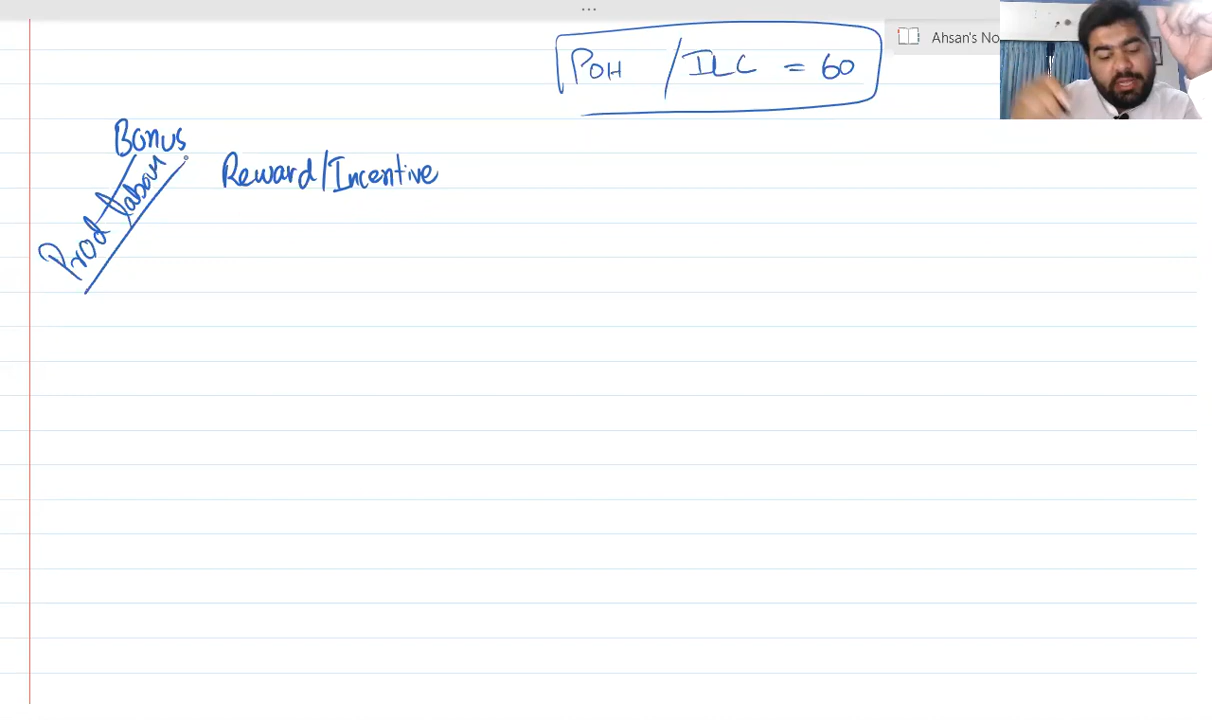 POH / ILC = 60
Ahsan's No
Bonus
Reward/Incentive
Prod labour